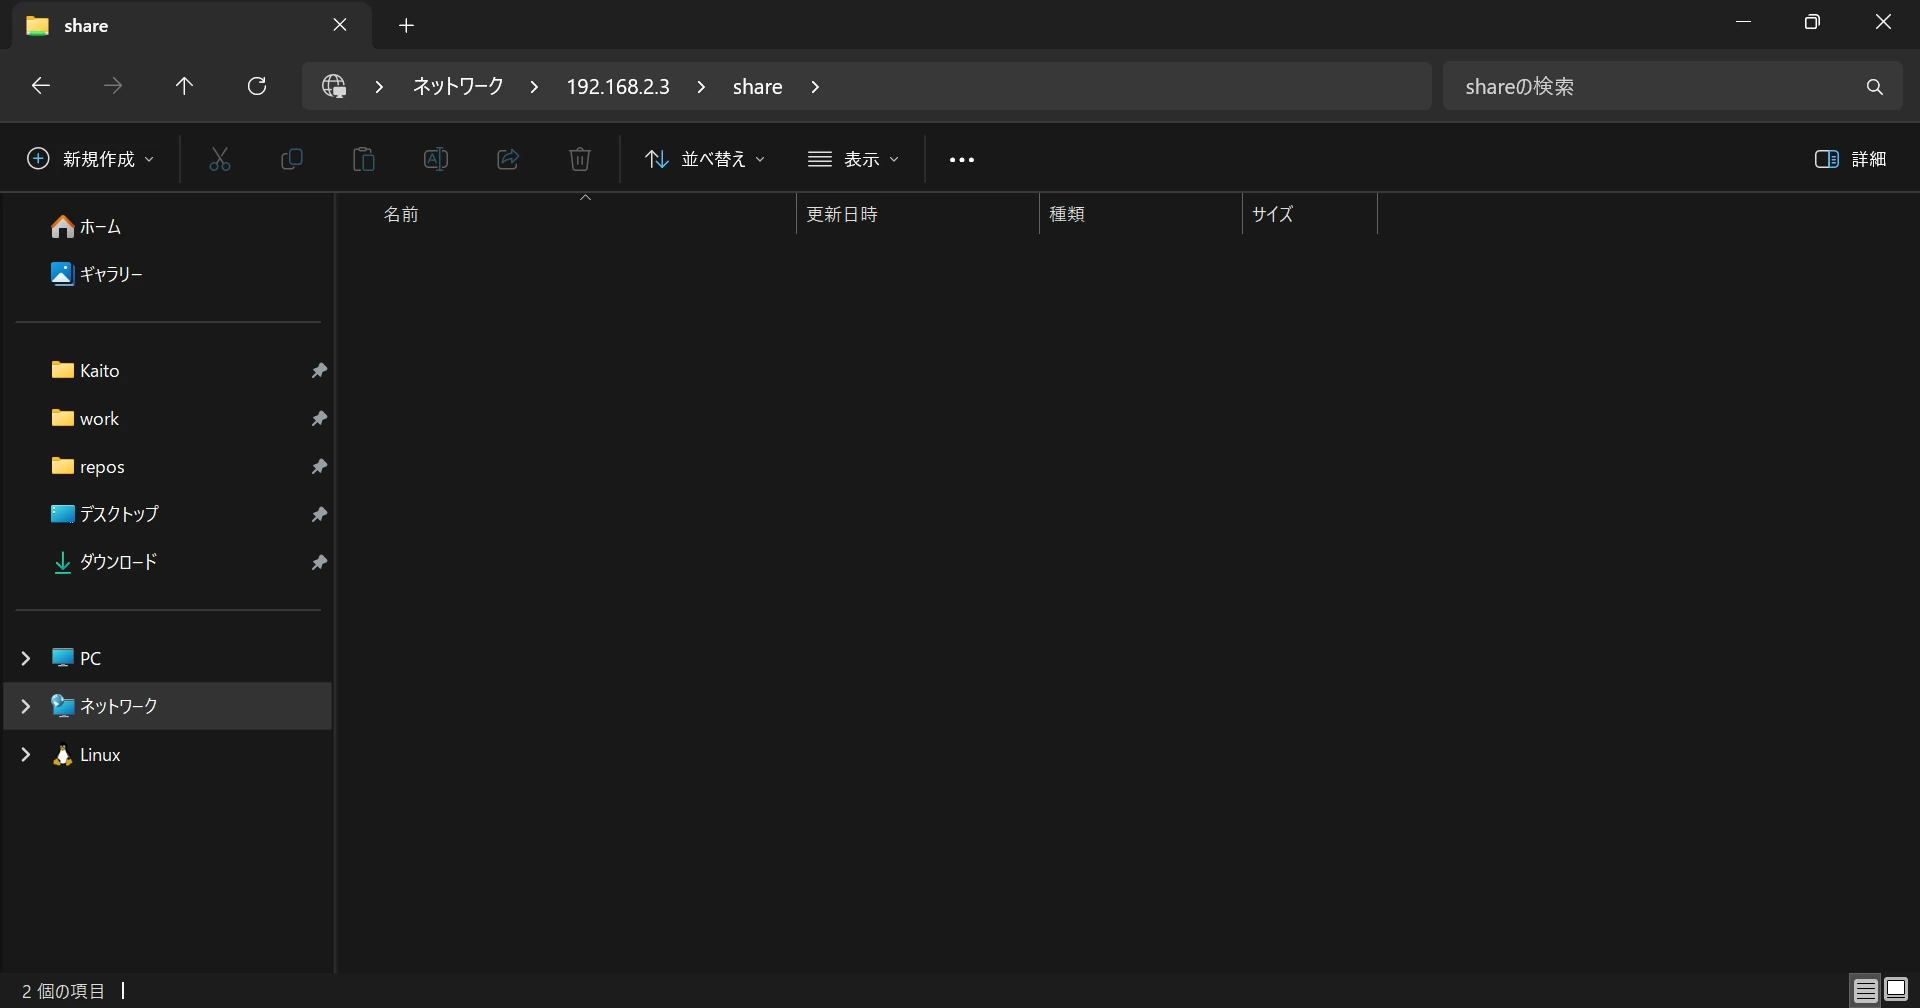 share
ネットワーク
192.168.2.3
share
shareの検索
新規作成
並べ替え
表示
詳細
名前
更新日時
種類
サイズ
ホーム
ギャラリー
Kaito
work
repos
デスクトップ
ダウンロード
PC
ネットワーク
Linux
2 個の項目